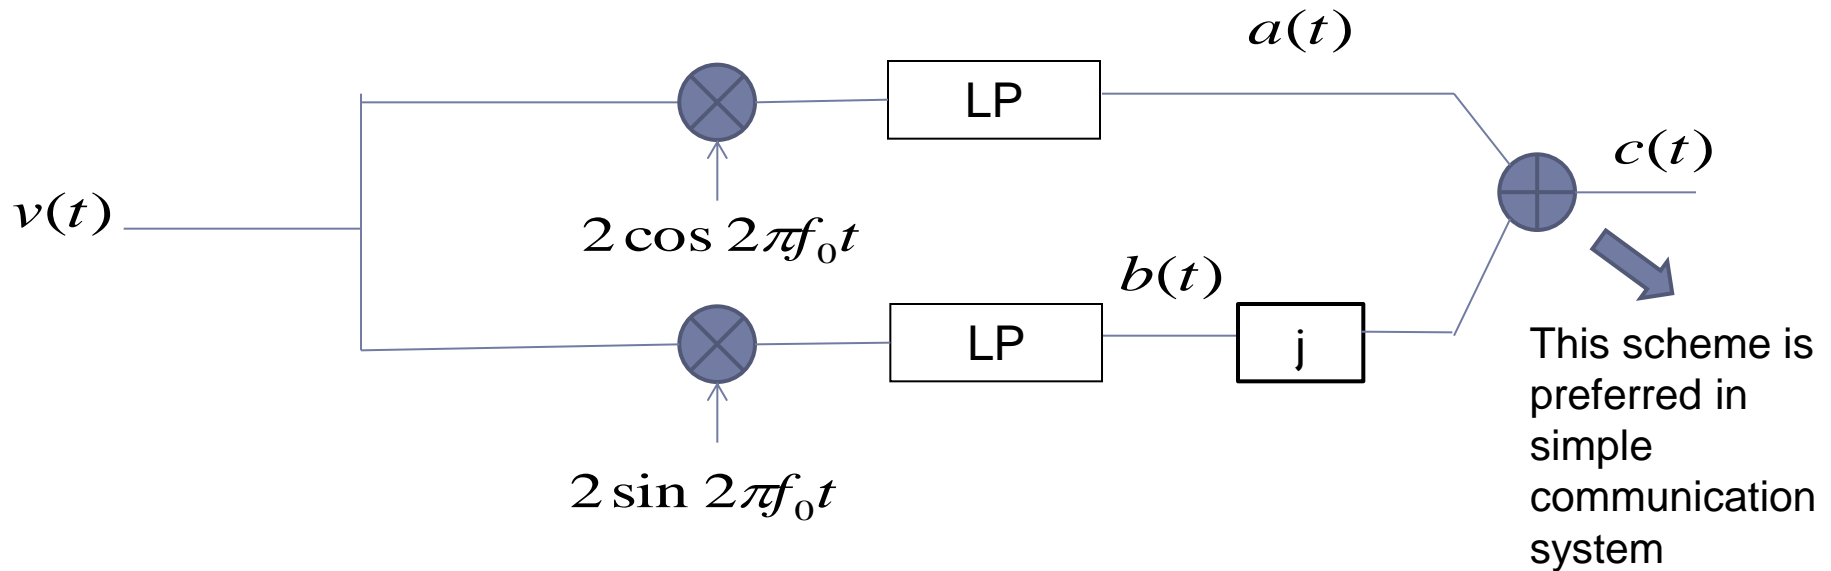 a(t)
LP
c(t)
v(t)
2 cos 2πf₀t
b(t)
LP
j
This scheme is
preferred in
simple
communication
system
2 sin 2πf₀t